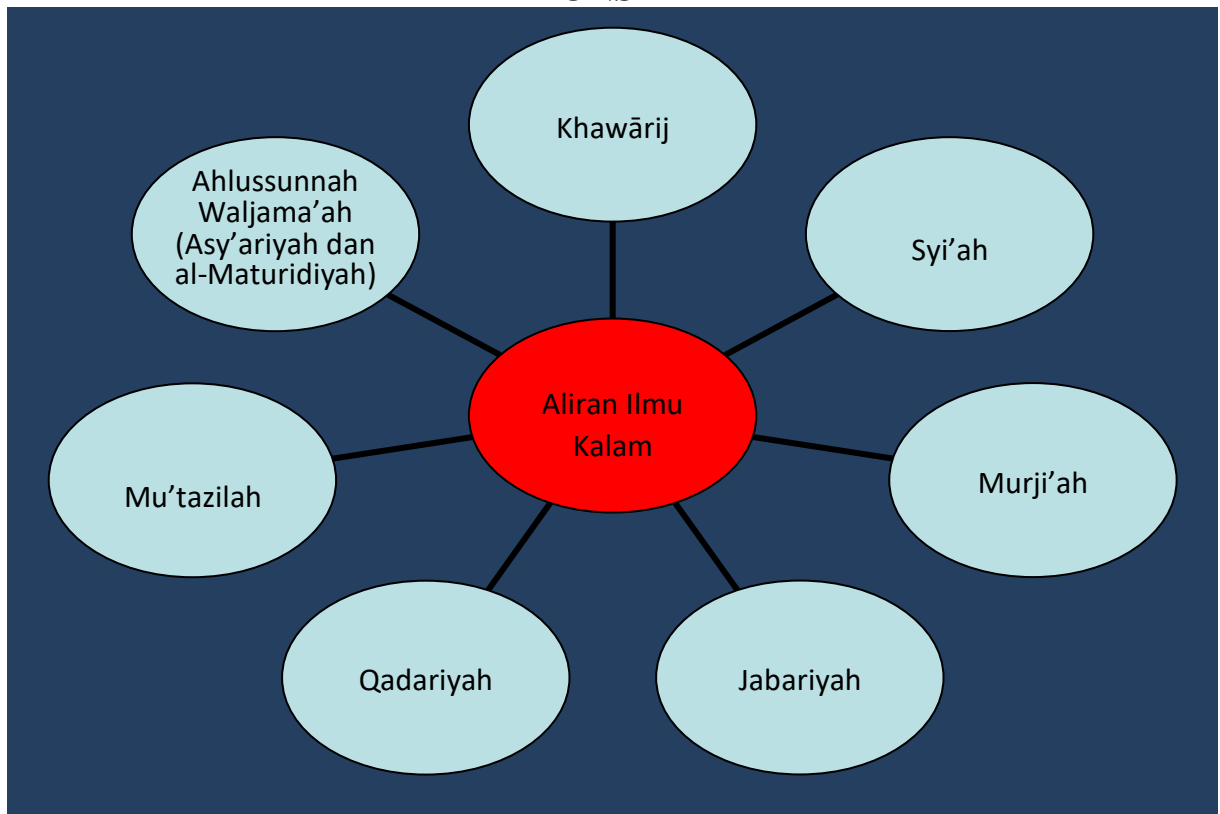 Khawārij
Ahlussunnah
Waljama’ah
(Asy’ariyah dan
al-Maturidiyah)
Syi’ah
Aliran Ilmu
Kalam
Mu’tazilah
Murji’ah
Qadariyah
Jabariyah